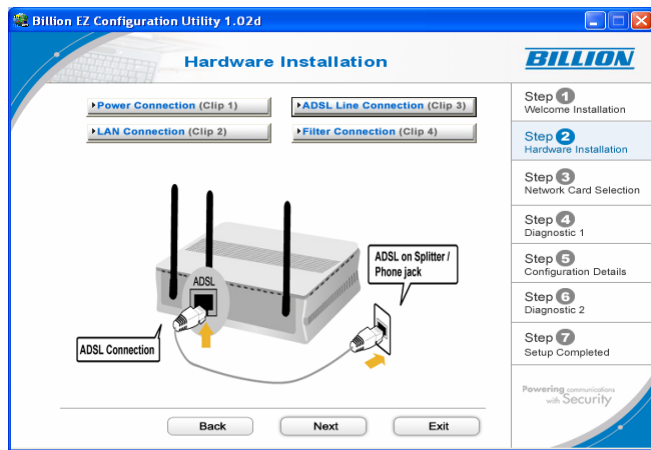 Billion EZ Configuration Utility 1.02d
Hardware Installation
BILLION
Power Connection (Clip 1)
ADSL Line Connection (Clip 3)
LAN Connection (Clip 2)
Filter Connection (Clip 4)
ADSL
ADSL on Splitter /
Phone jack
ADSL Connection
Back
Next
Exit
Step 1
Welcome Installation
Step 2
Hardware Installation
Step 3
Network Card Selection
Step 4
Diagnostic 1
Step 5
Configuration Details
Step 6
Diagnostic 2
Step 7
Setup Completed
Powering communications
with Security